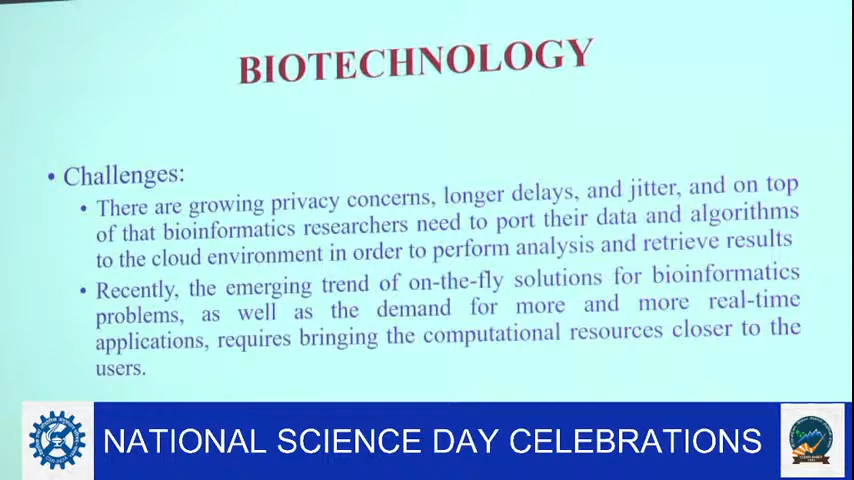 BIOTECHNOLOGY
• Challenges:
• There are growing privacy concerns, longer delays, and jitter, and on top
of that bioinformatics researchers need to port their data and algorithms
to the cloud environment in order to perform analysis and retrieve results
• Recently, the emerging trend of on-the-fly solutions for bioinformatics
problems, as well as the demand for more and more real-time
applications, requires bringing the computational resources closer to the
users.
NATIONAL SCIENCE DAY CELEBRATIONS